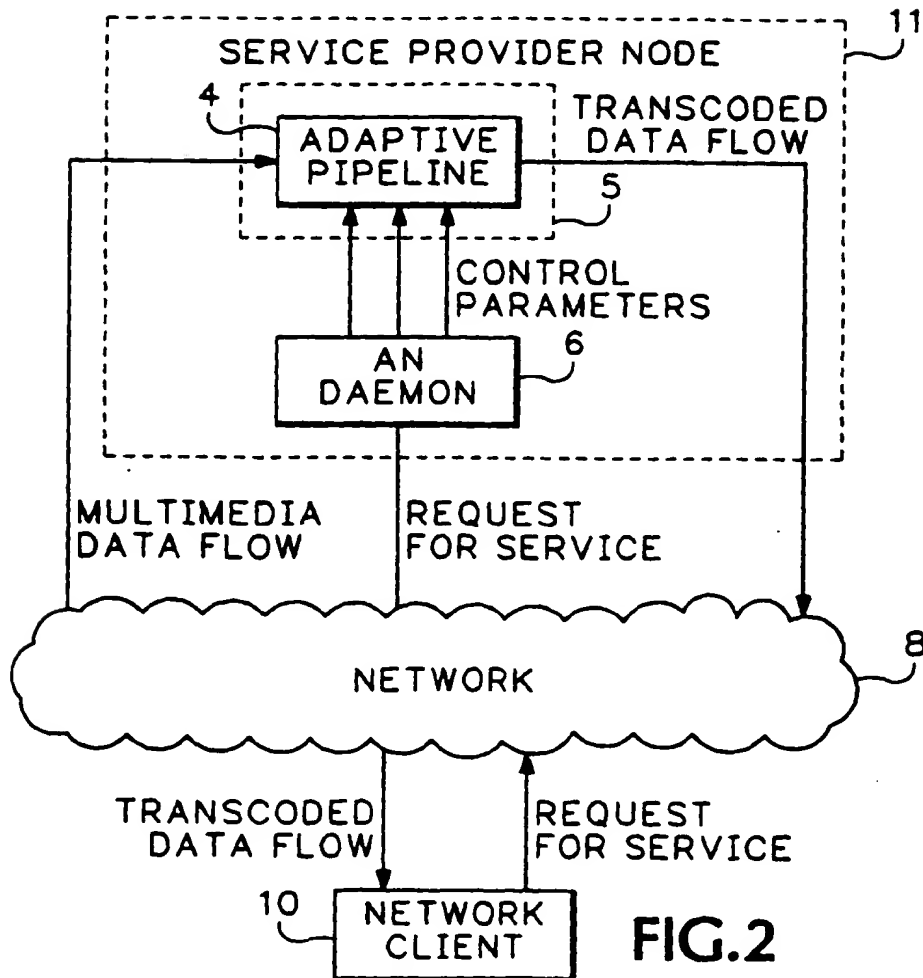 11
SERVICE PROVIDER NODE
4
ADAPTIVE
PIPELINE
TRANSCODED
DATA FLOW
5
CONTROL
PARAMETERS
6
AN
DAEMON
MULTIMEDIA
DATA FLOW
REQUEST
FOR SERVICE
NETWORK
8
TRANSCODED
DATA FLOW
REQUEST
FOR SERVICE
10
NETWORK
CLIENT
FIG.2